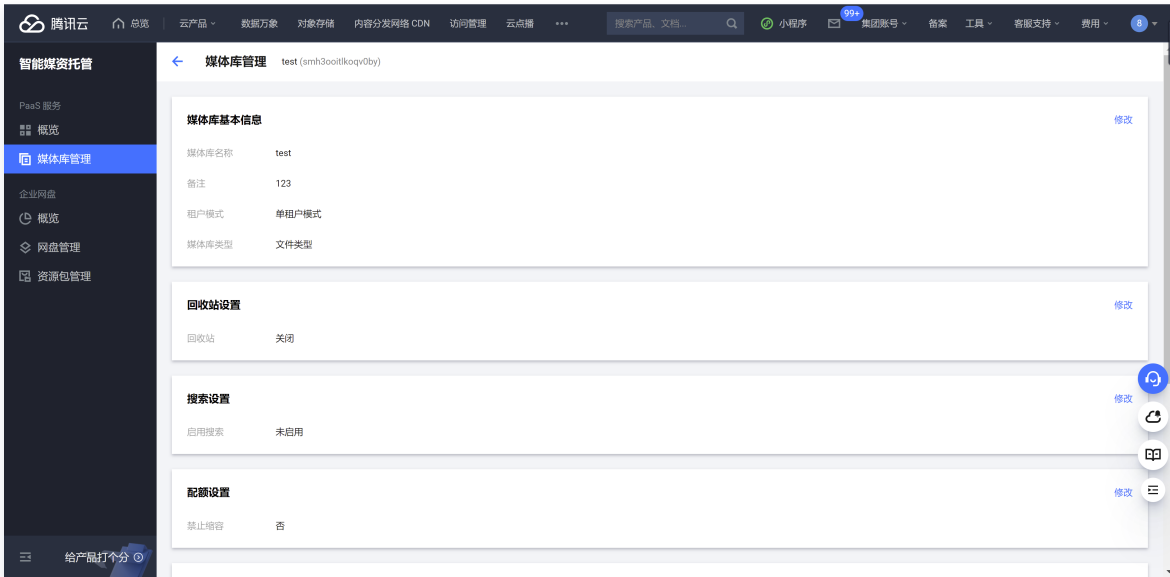 腾讯云 总览 云产品 数据万象 对象存储 内容分发网络 CDN 访问管理 云点播 ••• 搜索产品、文档... 小程序 99+ 集团账号 备案 工具 客服支持 费用 8
智能媒资托管
媒体库管理 test (smh3ooitlkoqv0by)
PaaS 服务
概览
媒体库管理
企业网盘
概览
网盘管理
资源包管理
给产品打个分
媒体库基本信息 修改
媒体库名称 test
备注 123
租户模式 单租户模式
媒体库类型 文件类型
回收站设置 修改
回收站 关闭
搜索设置 修改
启用搜索 未启用
配额设置 修改
禁止缩容 否